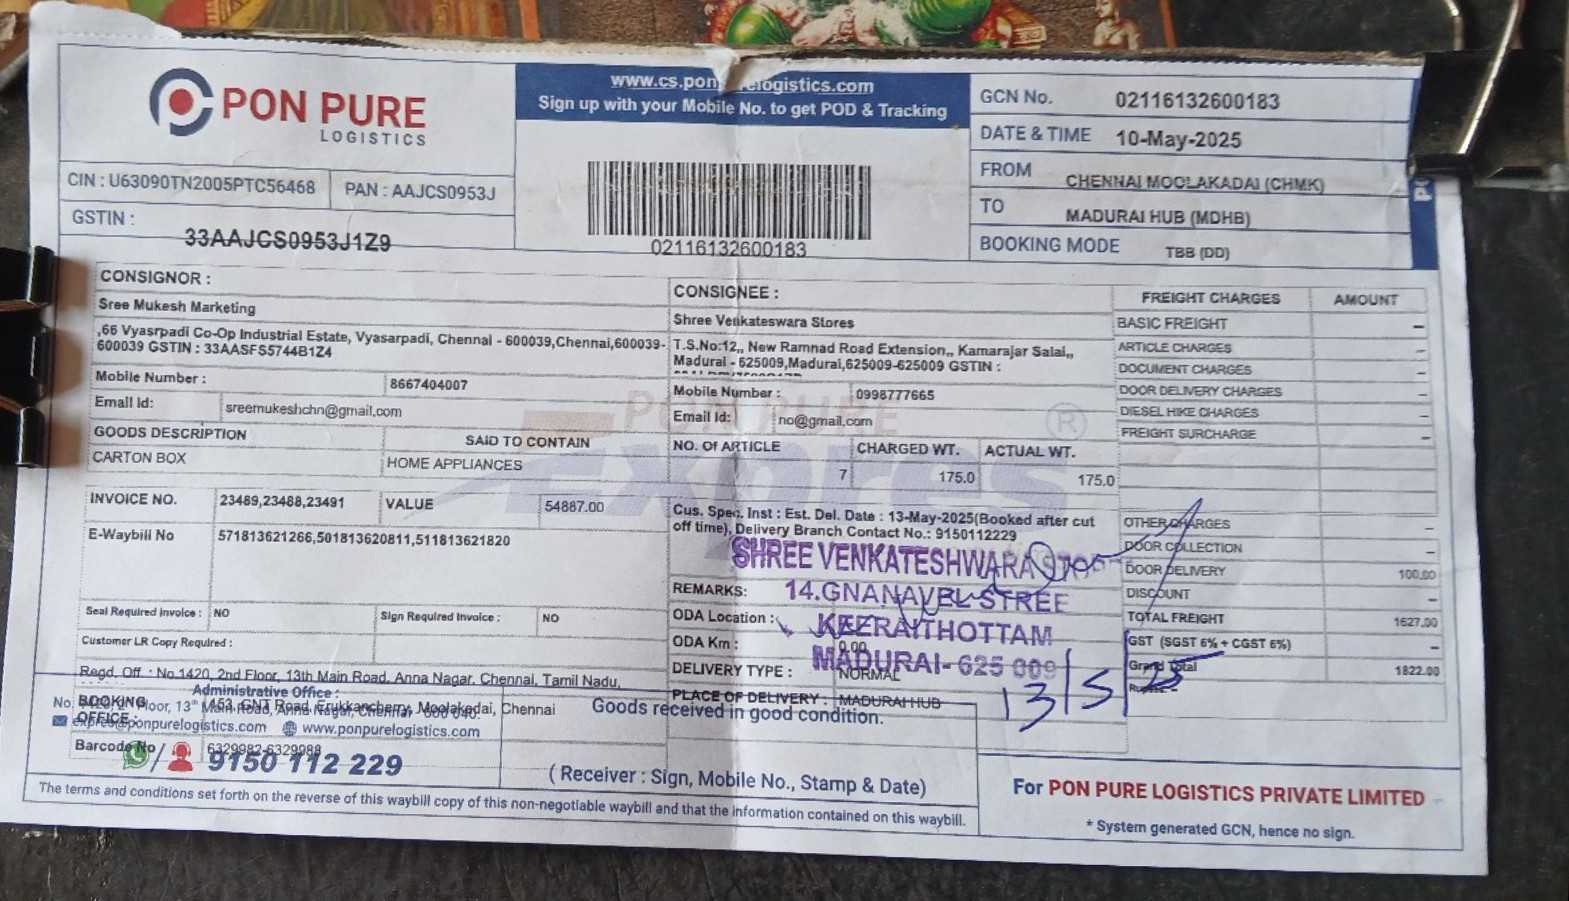 PON PURE
LOGISTICS
www.cs.pon elogistics.com
Sign up with your Mobile No. to get POD & Tracking
02116132600183
GCN No. 02116132600183
DATE & TIME 10-May-2025
FROM CHENNAI MOOLAKADAI (CHMK)
TO MADURAI HUB (MDHB)
BOOKING MODE TBB (DD)
CIN : U63090TN2005PTC56468 PAN : AAJCS0953J
GSTIN : 33AAJCS0953J1Z9
CONSIGNOR :
Sree Mukesh Marketing
,66 Vyasrpadi Co-Op Industrial Estate, Vyasarpadi, Chennai - 600039,Chennai,600039-
600039 GSTIN : 33AASFS5744B1Z4
Mobile Number : 8667404007
Email Id: sreemukeshchn@gmail.com
GOODS DESCRIPTION SAID TO CONTAIN
CARTON BOX HOME APPLIANCES
INVOICE NO. 23489,23488,23491 VALUE 54887.00
E-Waybill No 571813621266,501813620811,511813621820
Seal Required Invoice : NO Sign Required Invoice : NO
Customer LR Copy Required :
CONSIGNEE :
Shree Venkateswara Stores
T.S.No:12,, New Ramnad Road Extension,, Kamarajar Salai,,
Madurai - 625009,Madurai,625009-625009 GSTIN :
Mobile Number : 0998777665
Email Id: no@gmail.com
PON PURE
Expres ®
NO. OF ARTICLE CHARGED WT. ACTUAL WT.
7 175.0 175.0
Cus. Spec. Inst : Est. Del. Date : 13-May-2025(Booked after cut
off time), Delivery Branch Contact No.: 9150112229
SHREE VENKATESHWARA
14.GNANAVEL STREE
KEERAITHOTTAM
MADURAI- 625 009
REMARKS:
ODA Location :
ODA Km : 0.00
DELIVERY TYPE : NORMAL
PLACE OF DELIVERY : MADURAI HUB
13/5/25
FREIGHT CHARGES AMOUNT
BASIC FREIGHT –
ARTICLE CHARGES –
DOCUMENT CHARGES –
DOOR DELIVERY CHARGES –
DIESEL HIKE CHARGES –
FREIGHT SURCHARGE –
OTHER CHARGES –
DOOR COLLECTION –
DOOR DELIVERY 100.00
DISCOUNT –
TOTAL FREIGHT 1627.00
GST (SGST 6% + CGST 6%) –
Grand Total 1822.00
Regd. Off. : No.1420, 2nd Floor, 13th Main Road, Anna Nagar, Chennai, Tamil Nadu,
Administrative Office :
BOOKING OFFICE : 453, GNT Road, Erukkancherry, Moolakadai, Chennai
expres@ponpurelogistics.com www.ponpurelogistics.com
Barcode No 6329982-6329988
9150 112 229
Goods received in good condition.
(Receiver : Sign, Mobile No., Stamp & Date)
For PON PURE LOGISTICS PRIVATE LIMITED
* System generated GCN, hence no sign.
The terms and conditions set forth on the reverse of this waybill copy of this non-negotiable waybill and that the information contained on this waybill.